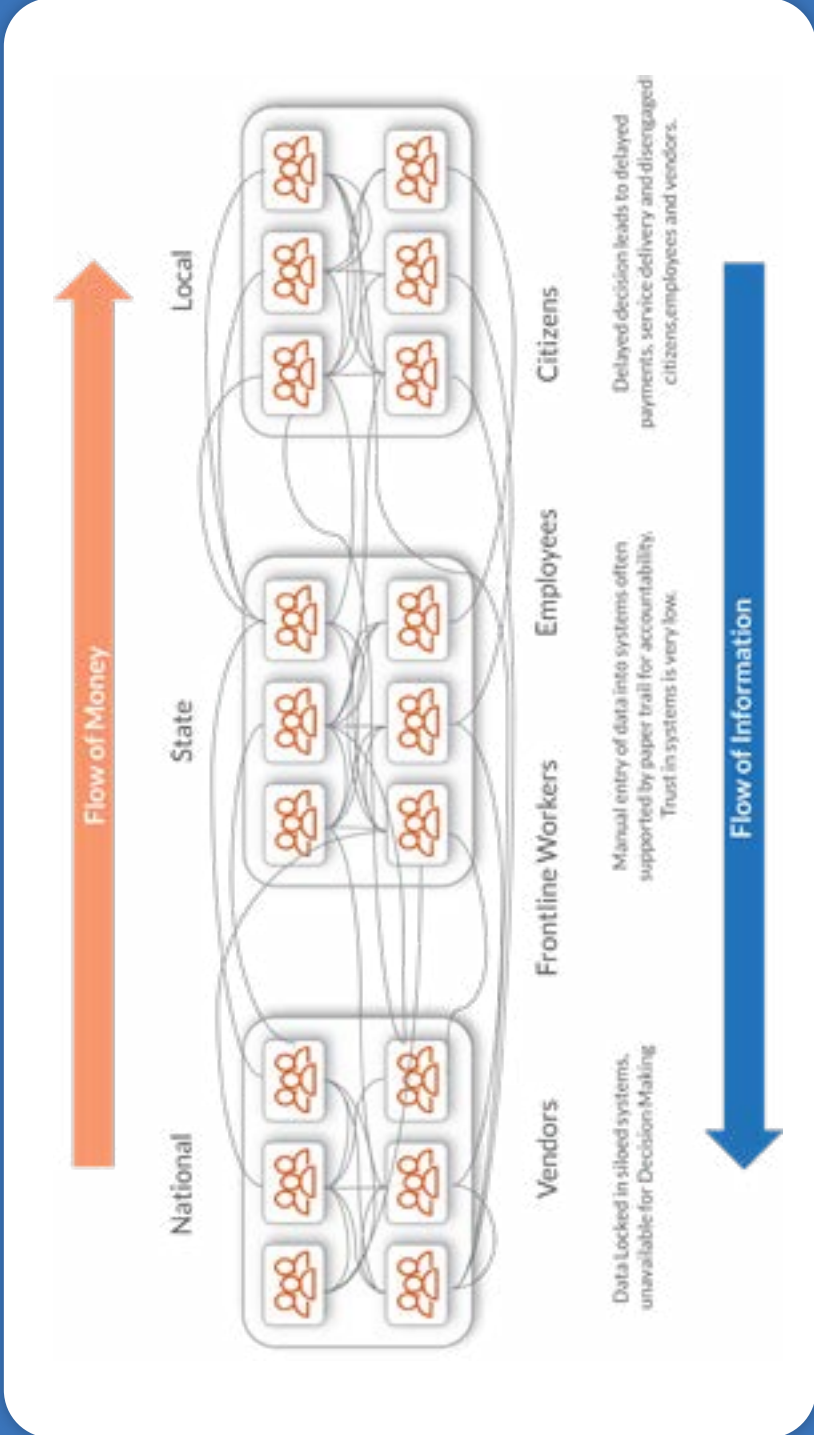 Flow of Money
National
State
Local
Vendors
Frontline Workers
Employees
Citizens
Data Locked in siloed systems,
unavailable for Decision Making
Manual entry of data into systems often
supported by paper trail for accountability.
Trust in systems is very low.
Delayed decision leads to delayed
payments, service delivery and disengaged
citizens,employees and vendors.
Flow of Information